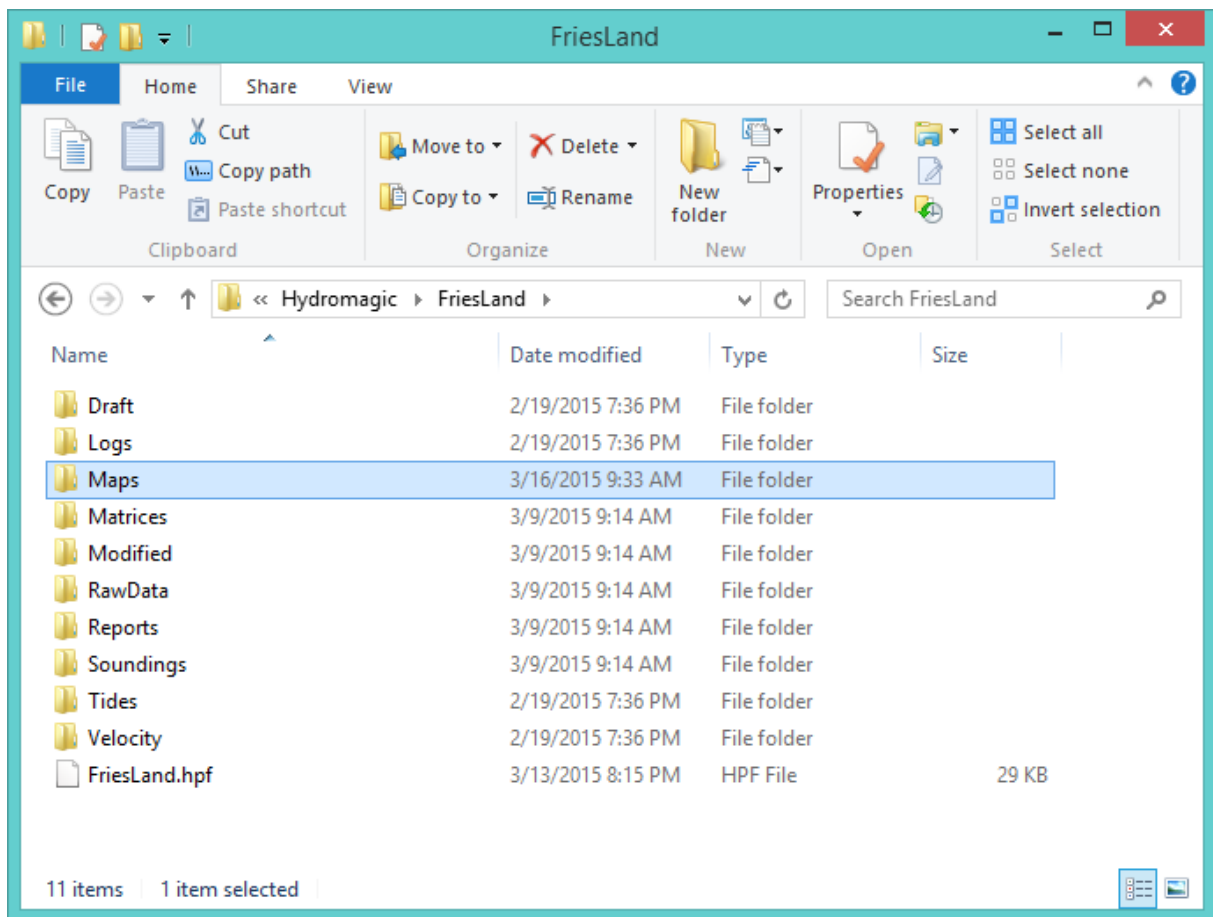 FriesLand
File Home Share View
Copy Paste Cut Copy path Paste shortcut
Move to Copy to Delete Rename
New folder
Properties
Select all
Select none
Invert selection
Clipboard Organize New Open Select
« Hydromagic FriesLand Search FriesLand
Name Date modified Type Size
Draft 2/19/2015 7:36 PM File folder
Logs 2/19/2015 7:36 PM File folder
Maps 3/16/2015 9:33 AM File folder
Matrices 3/9/2015 9:14 AM File folder
Modified 3/9/2015 9:14 AM File folder
RawData 3/9/2015 9:14 AM File folder
Reports 3/9/2015 9:14 AM File folder
Soundings 3/9/2015 9:14 AM File folder
Tides 2/19/2015 7:36 PM File folder
Velocity 2/19/2015 7:36 PM File folder
FriesLand.hpf 3/13/2015 8:15 PM HPF File 29 KB
11 items 1 item selected